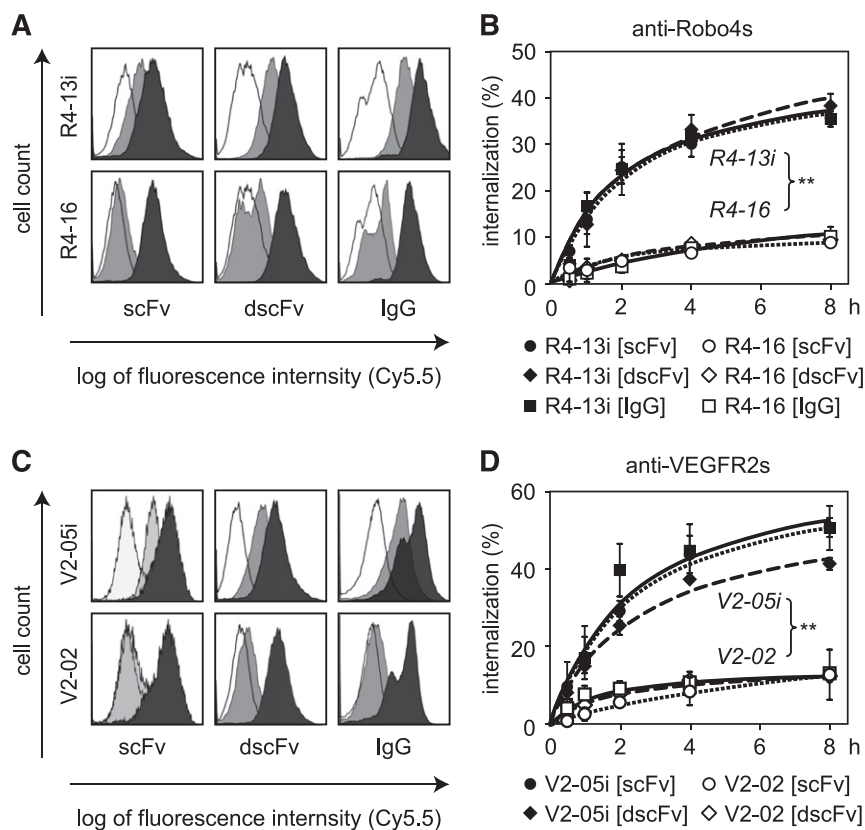 A
R4-13i
R4-16
cell count
scFv dscFv IgG
log of fluorescence internsity (Cy5.5)
B
anti-Robo4s
internalization (%)
50
40
30
20
10
0
R4-13i
**
R4-16
0 2 4 6 8 h
R4-13i [scFv] R4-16 [scFv]
R4-13i [dscFv] R4-16 [dscFv]
R4-13i [IgG] R4-16 [IgG]
C
V2-05i
V2-02
cell count
scFv dscFv IgG
log of fluorescence internsity (Cy5.5)
D
anti-VEGFR2s
internalization (%)
60
40
20
0
V2-05i
**
V2-02
0 2 4 6 8 h
V2-05i [scFv] V2-02 [scFv]
V2-05i [dscFv] V2-02 [dscFv]